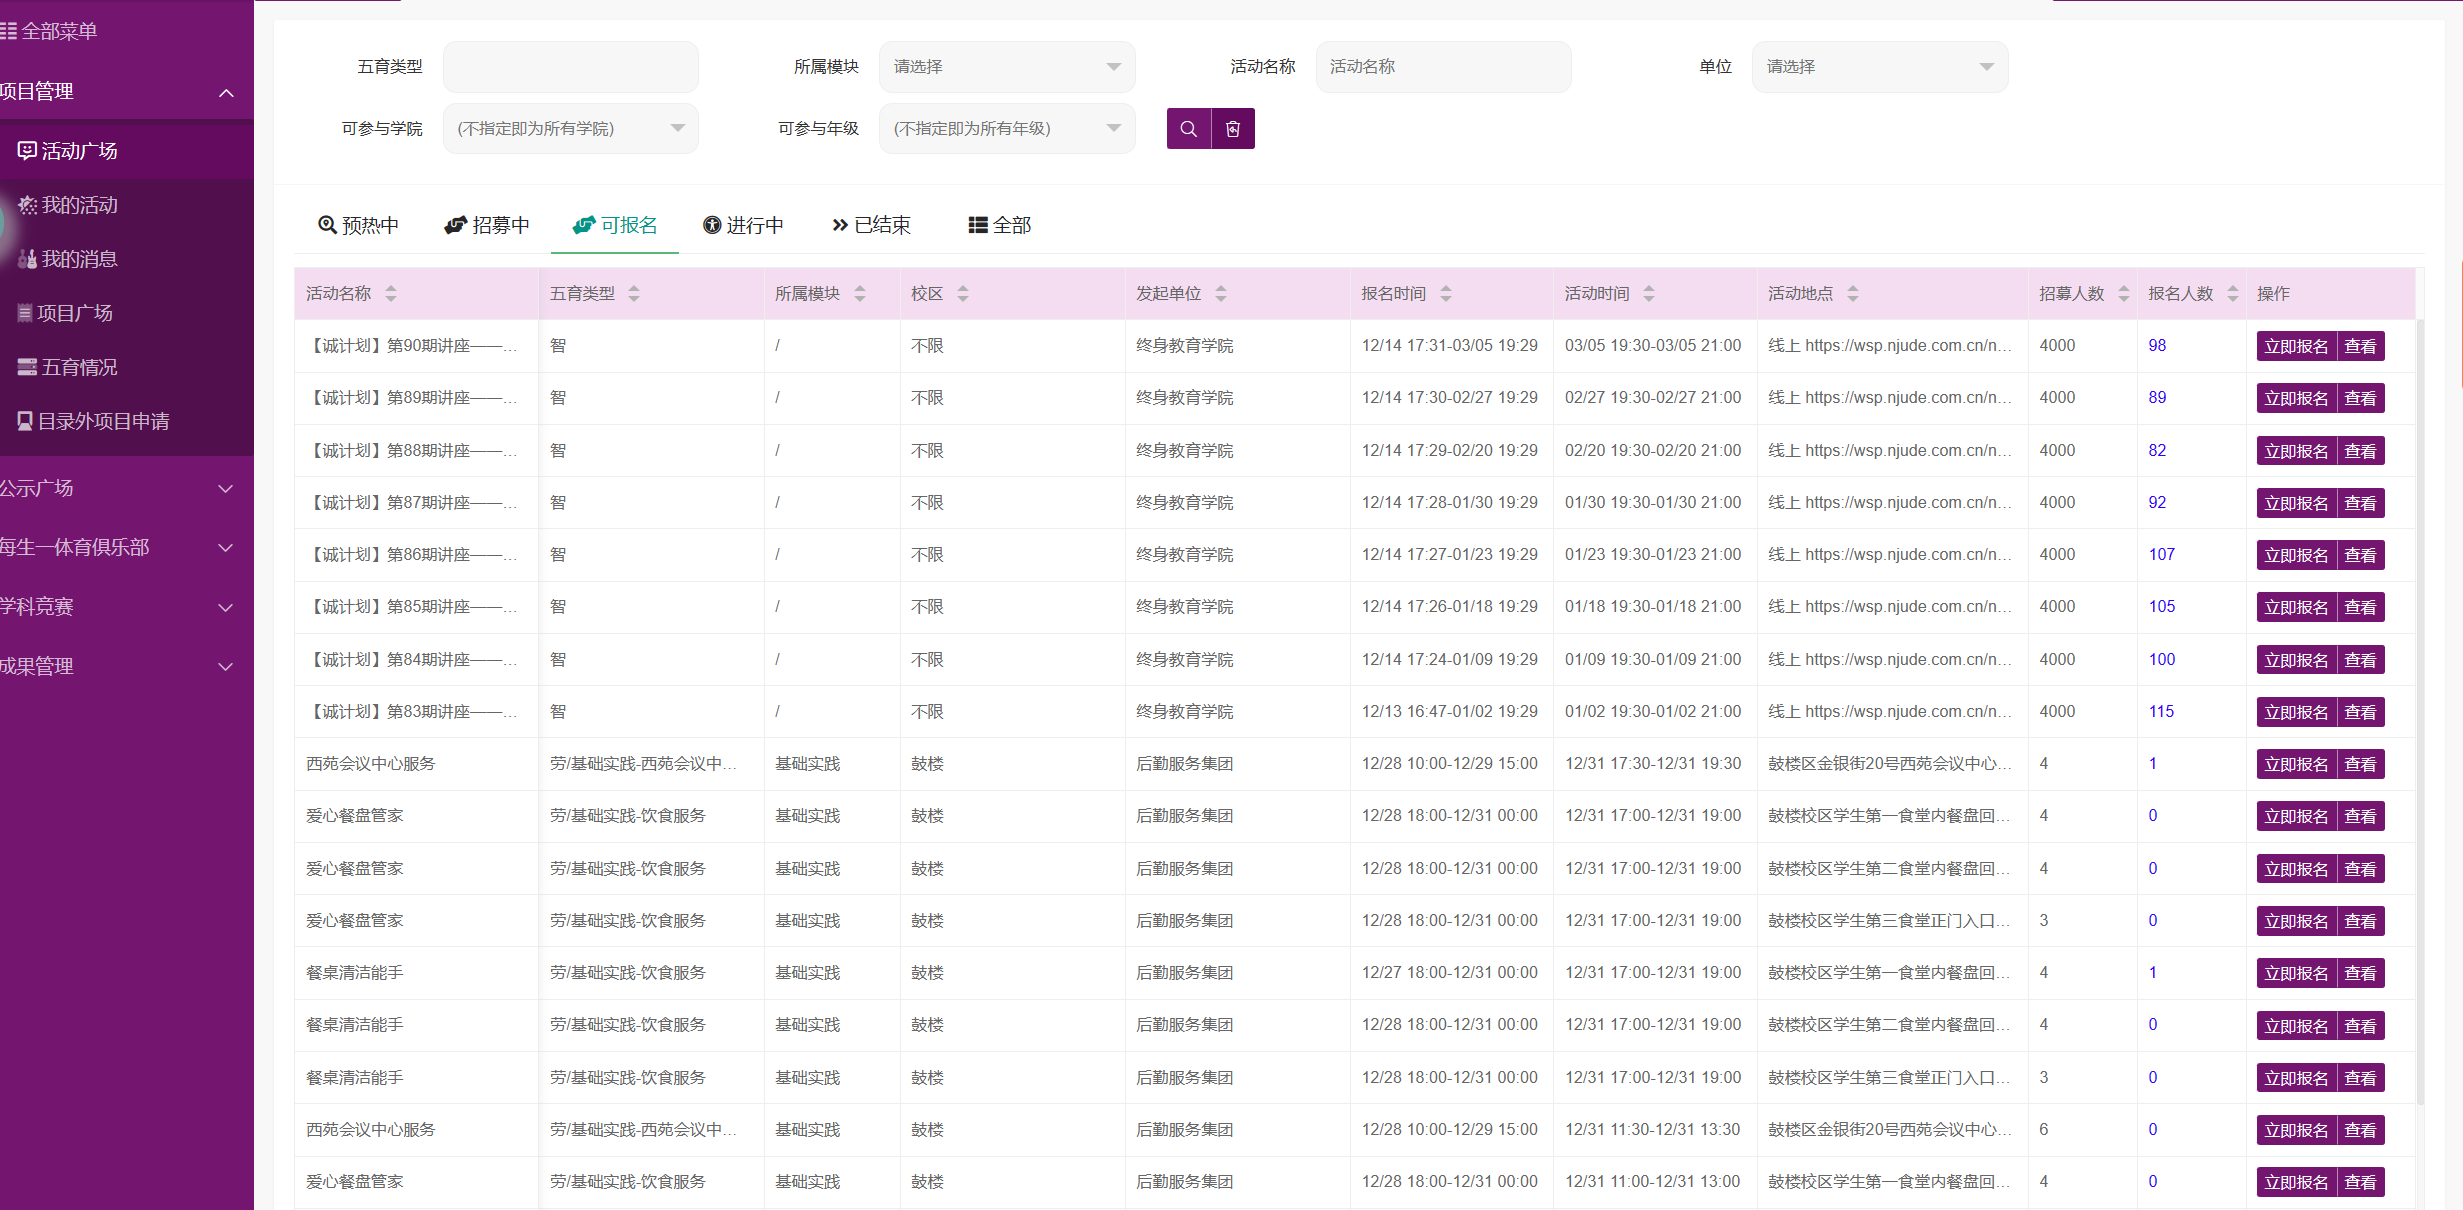 全部菜单
项目管理
活动广场
我的活动
我的消息
项目广场
五育情况
目录外项目申请
公示广场
每生一体育俱乐部
学科竞赛
成果管理
五育类型 所属模块 请选择 活动名称 活动名称 单位 请选择
可参与学院 (不指定即为所有学院) 可参与年级 (不指定即为所有年级)
预热中 招募中 可报名 进行中 已结束 全部
活动名称 五育类型 所属模块 校区 发起单位 报名时间 活动时间 活动地点 招募人数 报名人数 操作
【诚计划】第90期讲座——… 智 / 不限 终身教育学院 12/14 17:31-03/05 19:29 03/05 19:30-03/05 21:00 线上 https://wsp.njude.com.cn/n… 4000 98 立即报名 查看
【诚计划】第89期讲座——… 智 / 不限 终身教育学院 12/14 17:30-02/27 19:29 02/27 19:30-02/27 21:00 线上 https://wsp.njude.com.cn/n… 4000 89 立即报名 查看
【诚计划】第88期讲座——… 智 / 不限 终身教育学院 12/14 17:29-02/20 19:29 02/20 19:30-02/20 21:00 线上 https://wsp.njude.com.cn/n… 4000 82 立即报名 查看
【诚计划】第87期讲座——… 智 / 不限 终身教育学院 12/14 17:28-01/30 19:29 01/30 19:30-01/30 21:00 线上 https://wsp.njude.com.cn/n… 4000 92 立即报名 查看
【诚计划】第86期讲座——… 智 / 不限 终身教育学院 12/14 17:27-01/23 19:29 01/23 19:30-01/23 21:00 线上 https://wsp.njude.com.cn/n… 4000 107 立即报名 查看
【诚计划】第85期讲座——… 智 / 不限 终身教育学院 12/14 17:26-01/18 19:29 01/18 19:30-01/18 21:00 线上 https://wsp.njude.com.cn/n… 4000 105 立即报名 查看
【诚计划】第84期讲座——… 智 / 不限 终身教育学院 12/14 17:24-01/09 19:29 01/09 19:30-01/09 21:00 线上 https://wsp.njude.com.cn/n… 4000 100 立即报名 查看
【诚计划】第83期讲座——… 智 / 不限 终身教育学院 12/13 16:47-01/02 19:29 01/02 19:30-01/02 21:00 线上 https://wsp.njude.com.cn/n… 4000 115 立即报名 查看
西苑会议中心服务 劳/基础实践-西苑会议中… 基础实践 鼓楼 后勤服务集团 12/28 10:00-12/29 15:00 12/31 17:30-12/31 19:30 鼓楼区金银街20号西苑会议中心… 4 1 立即报名 查看
爱心餐盘管家 劳/基础实践-饮食服务 基础实践 鼓楼 后勤服务集团 12/28 18:00-12/31 00:00 12/31 17:00-12/31 19:00 鼓楼校区学生第一食堂内餐盘回… 4 0 立即报名 查看
爱心餐盘管家 劳/基础实践-饮食服务 基础实践 鼓楼 后勤服务集团 12/28 18:00-12/31 00:00 12/31 17:00-12/31 19:00 鼓楼校区学生第二食堂内餐盘回… 4 0 立即报名 查看
爱心餐盘管家 劳/基础实践-饮食服务 基础实践 鼓楼 后勤服务集团 12/28 18:00-12/31 00:00 12/31 17:00-12/31 19:00 鼓楼校区学生第三食堂正门入口… 3 0 立即报名 查看
餐桌清洁能手 劳/基础实践-饮食服务 基础实践 鼓楼 后勤服务集团 12/27 18:00-12/31 00:00 12/31 17:00-12/31 19:00 鼓楼校区学生第一食堂内餐盘回… 4 1 立即报名 查看
餐桌清洁能手 劳/基础实践-饮食服务 基础实践 鼓楼 后勤服务集团 12/28 18:00-12/31 00:00 12/31 17:00-12/31 19:00 鼓楼校区学生第二食堂内餐盘回… 4 0 立即报名 查看
餐桌清洁能手 劳/基础实践-饮食服务 基础实践 鼓楼 后勤服务集团 12/28 18:00-12/31 00:00 12/31 17:00-12/31 19:00 鼓楼校区学生第三食堂正门入口… 3 0 立即报名 查看
西苑会议中心服务 劳/基础实践-西苑会议中… 基础实践 鼓楼 后勤服务集团 12/28 10:00-12/29 15:00 12/31 11:30-12/31 13:30 鼓楼区金银街20号西苑会议中心… 6 0 立即报名 查看
爱心餐盘管家 劳/基础实践-饮食服务 基础实践 鼓楼 后勤服务集团 12/28 18:00-12/31 00:00 12/31 11:00-12/31 13:00 鼓楼校区学生第一食堂内餐盘回… 4 0 立即报名 查看